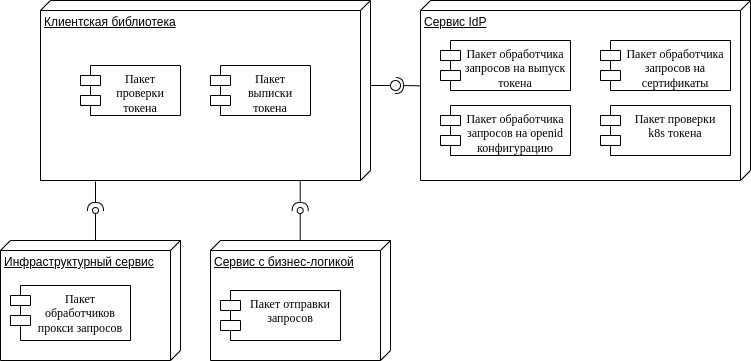 Клиентская библиотека
Пакет
проверки
токена
Пакет
выписки
токена
Сервис IdP
Пакет обработчика
запросов на выпуск
токена
Пакет обработчика
запросов на
сертификаты
Пакет обработчика
запросов на openid
конфигурацию
Пакет проверки
k8s токена
Инфраструктурный сервис
Пакет
обработчиков
прокси запросов
Сервис с бизнес-логикой
Пакет отправки
запросов